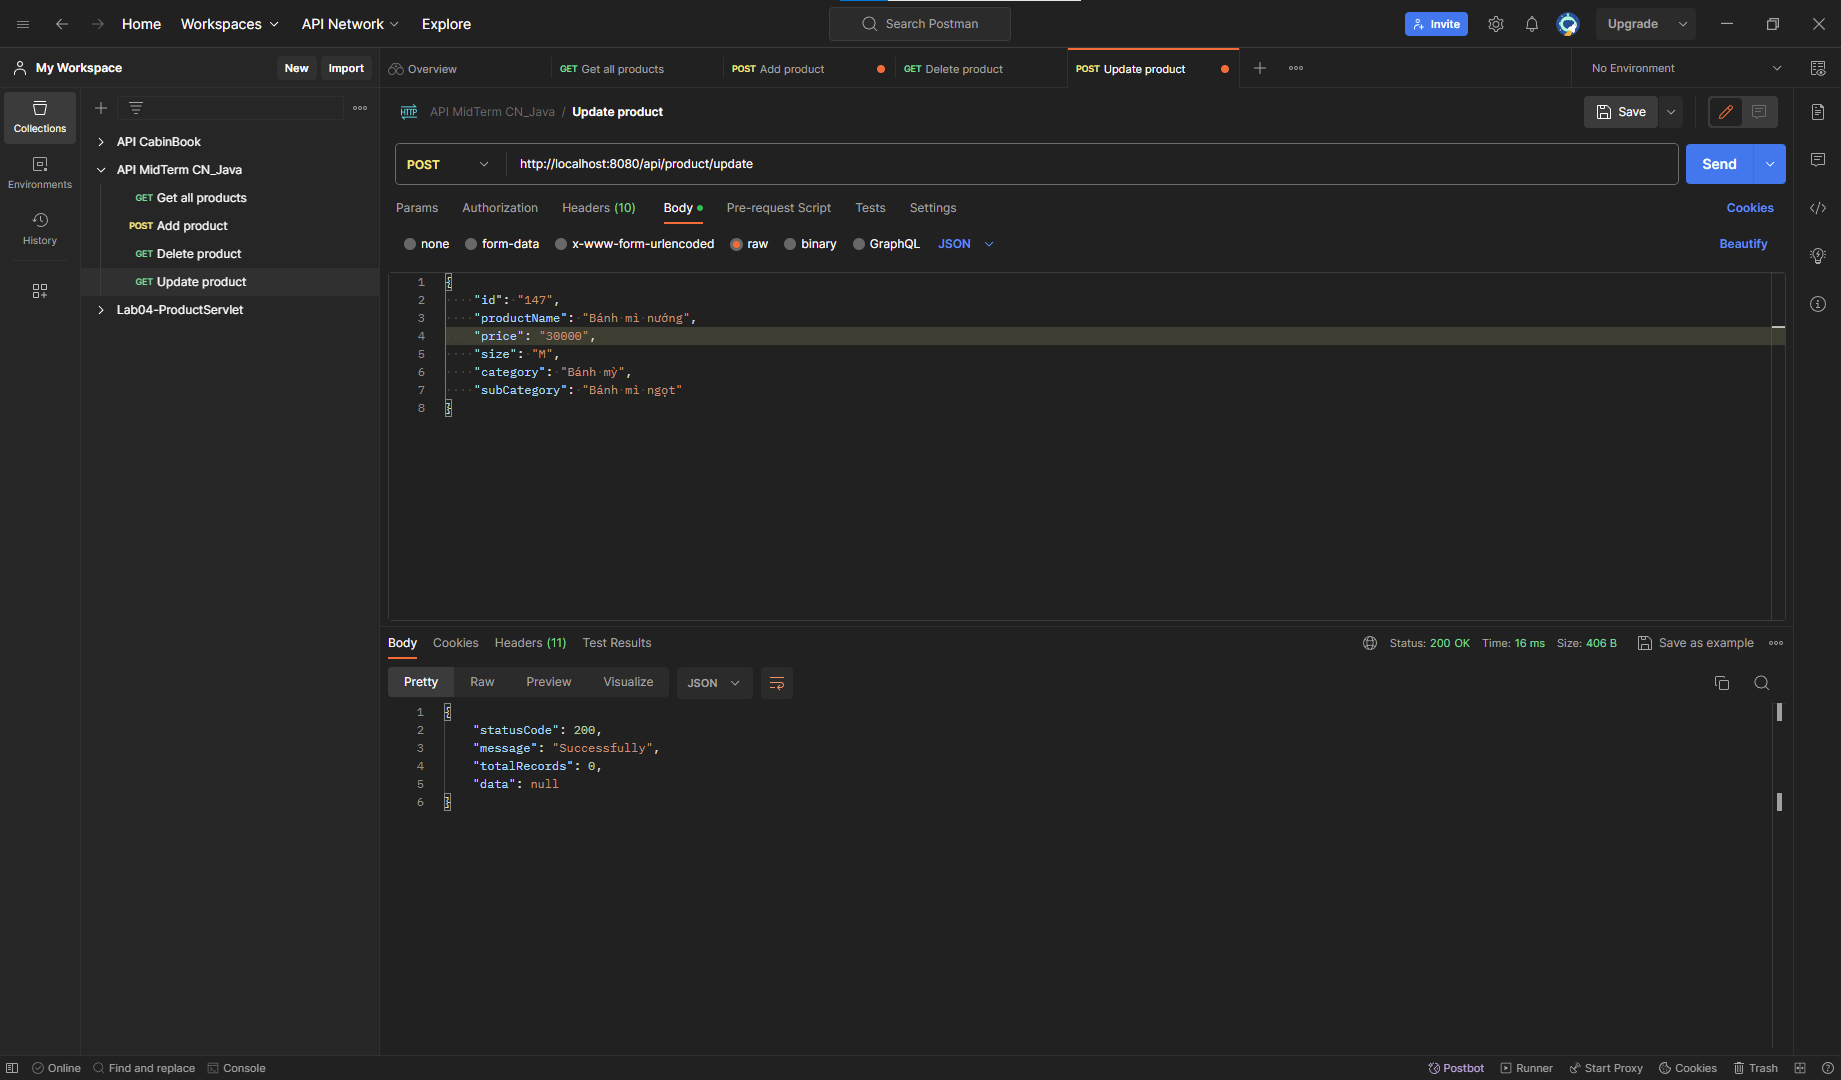 Home Workspaces API Network Explore Search Postman Invite Upgrade
My Workspace New Import Overview GET Get all products POST Add product GET Delete product POST Update product No Environment
Collections
Environments
History
API CabinBook
API MidTerm CN_Java
GET Get all products
POST Add product
GET Delete product
GET Update product
Lab04-ProductServlet
HTTP API MidTerm CN_Java / Update product Save
POST http://localhost:8080/api/product/update Send
Params Authorization Headers (10) Body Pre-request Script Tests Settings Cookies
none form-data x-www-form-urlencoded raw binary GraphQL JSON Beautify
1 {
2 "id": "147",
3 "productName": "Bánh mì nướng",
4 "price": "30000",
5 "size": "M",
6 "category": "Bánh mỳ",
7 "subCategory": "Bánh mì ngọt"
8 }
Body Cookies Headers (11) Test Results Status: 200 OK Time: 16 ms Size: 406 B Save as example
Pretty Raw Preview Visualize JSON
1 {
2 "statusCode": 200,
3 "message": "Successfully",
4 "totalRecords": 0,
5 "data": null
6 }
Online Find and replace Console Postbot Runner Start Proxy Cookies Trash